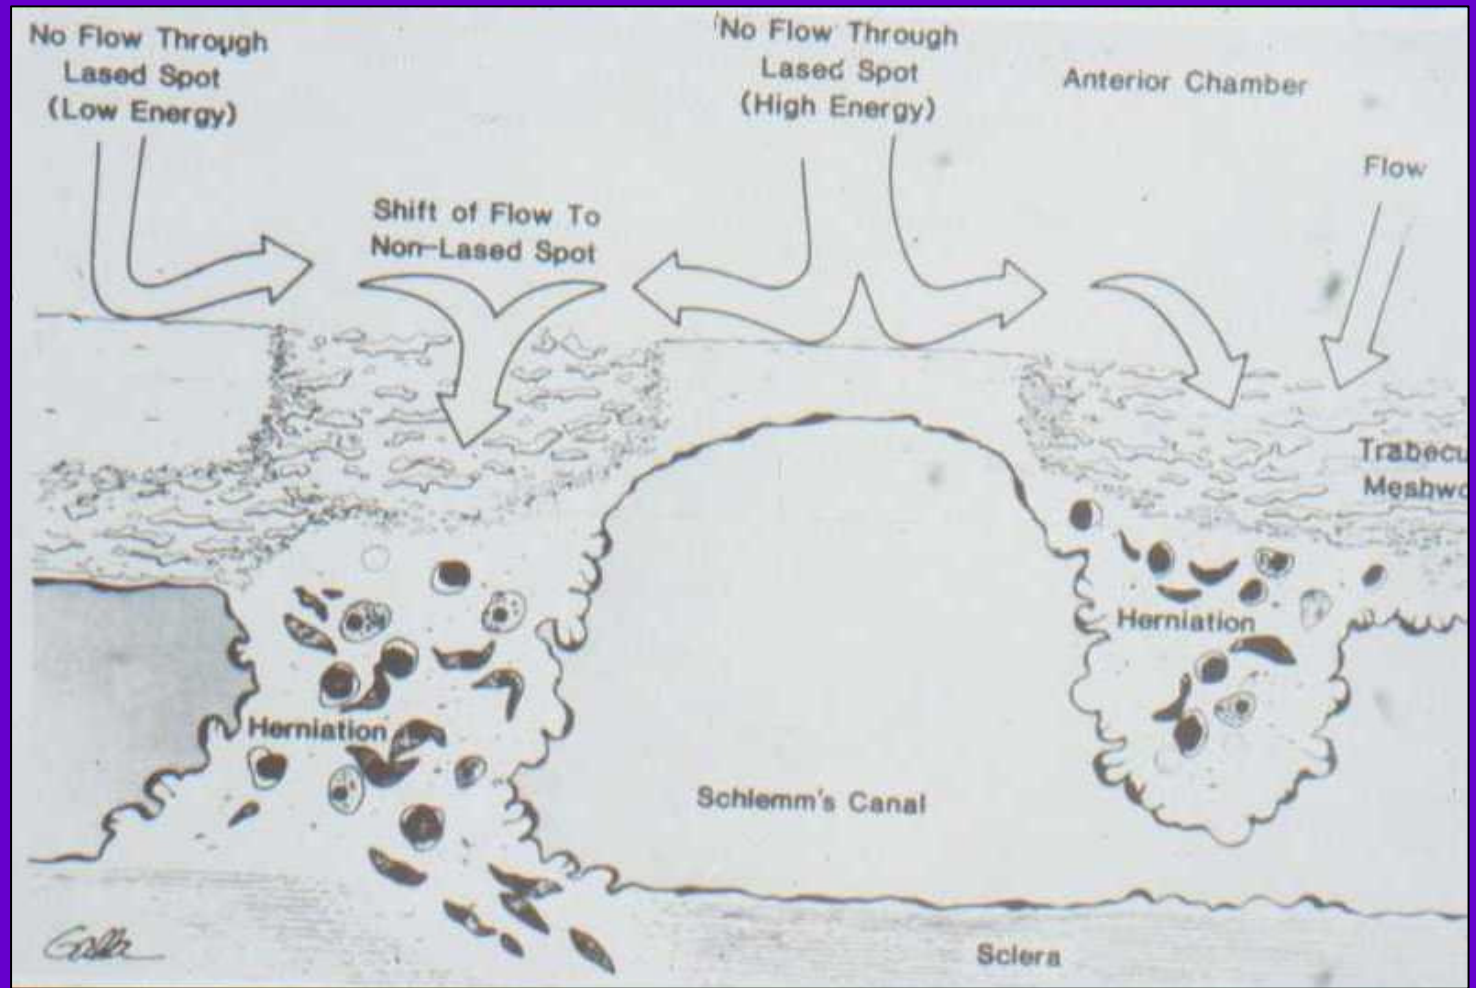 No Flow Through
Lased Spot
(Low Energy)
No Flow Through
Lased Spot
(High Energy)
Anterior Chamber
Flow
Shift of Flow To
Non-Lased Spot
Trabecu
Meshwo
Herniation
Herniation
Schlemm's Canal
Sclera